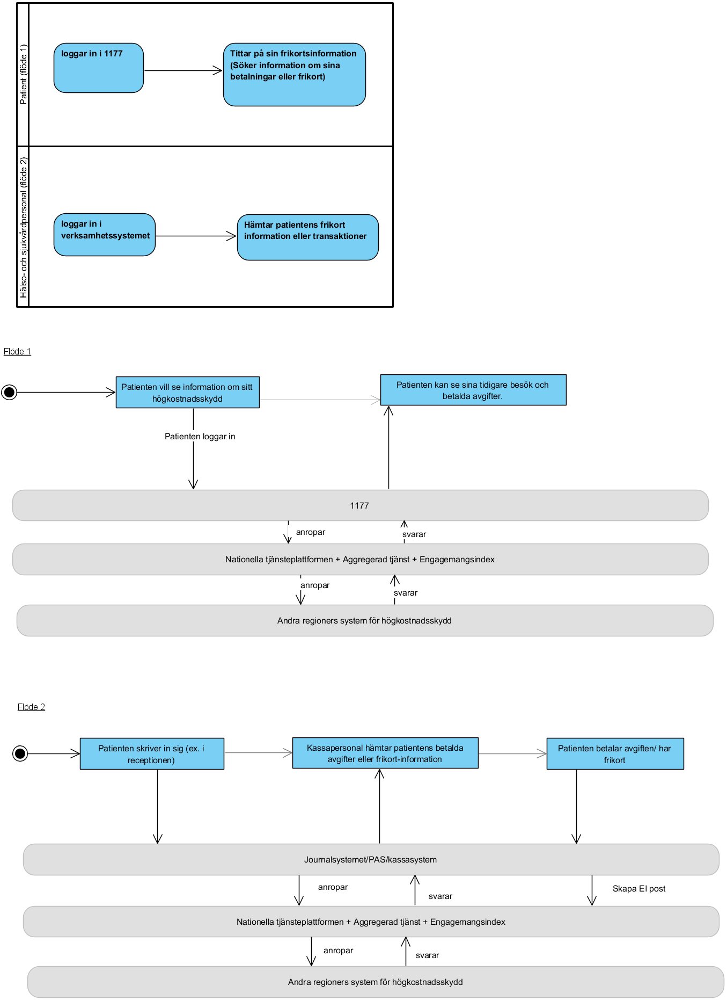 Patient (flöde 1)
loggar in i 1177
Tittar på sin frikortsinformation
(Söker information om sina
betalningar eller frikort)
Hälso- och sjukvårdpersonal (flöde 2)
loggar in i
verksamhetssystemet
Hämtar patientens frikort
information eller transaktioner
Flöde 1
Patienten vill se information om sitt
högkostnadsskydd
Patienten kan se sina tidigare besök och
betalda avgifter.
Patienten loggar in
1177
anropar
svarar
Nationella tjänsteplattformen + Aggregerad tjänst + Engagemangsindex
anropar
svarar
Andra regioners system för högkostnadsskydd
Flöde 2
Patienten skriver in sig (ex. i
receptionen)
Kassapersonal hämtar patientens betalda
avgifter eller frikort-information
Patienten betalar avgiften/ har
frikort
Journalsystemet/PAS/kassasystem
anropar
svarar
Skapa EI post
Nationella tjänsteplattformen + Aggregerad tjänst + Engagemangsindex
anropar
svarar
Andra regioners system för högkostnadsskydd